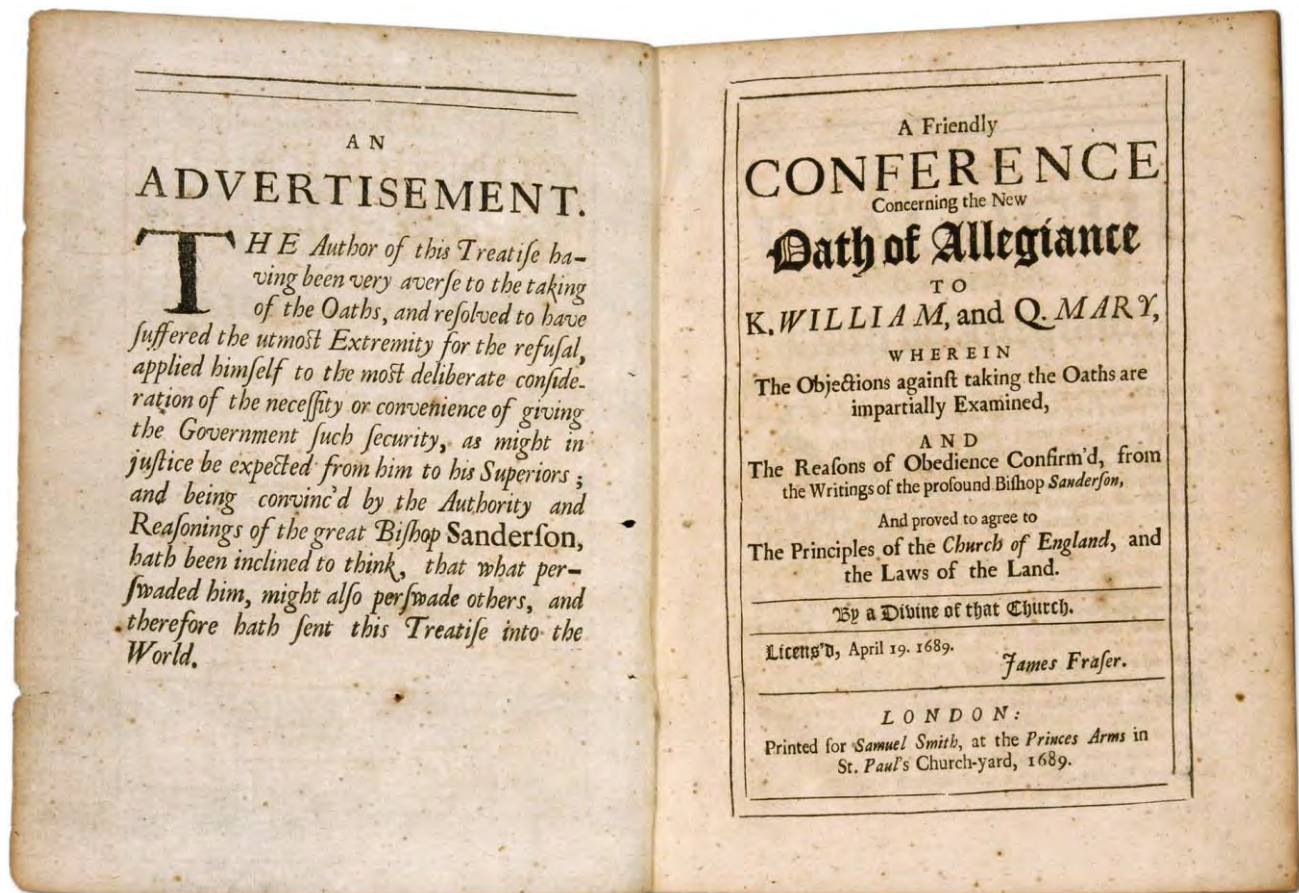 AN
ADVERTISEMENT.
THE Author of this Treatiſe ha-
ving been very averſe to the taking
of the Oaths, and reſolved to have
ſuffered the utmoſt Extremity for the refuſal,
applied himſelf to the moſt deliberate conſide-
ration of the neceſſity or convenience of giving
the Government ſuch ſecurity, as might in
juſtice be expected from him to his Superiors;
and being convinc'd by the Authority and
Reaſonings of the great Biſhop Sanderſon,
hath been inclined to think, that what per-
ſwaded him, might alſo perſwade others, and
therefore hath ſent this Treatiſe into the
World.
A Friendly
CONFERENCE
Concerning the New
Oath of Allegiance
TO
K. WILLIAM, and Q. MARY,
WHEREIN
The Objections againſt taking the Oaths are
impartially Examined,
AND
The Reaſons of Obedience Confirm'd, from
the Writings of the profound Biſhop Sanderſon,
And proved to agree to
The Principles of the Church of England, and
the Laws of the Land.
By a Divine of that Church.
Licens'd, April 19. 1689.
James Fraſer.
LONDON:
Printed for Samuel Smith, at the Princes Arms in
St. Paul's Church-yard, 1689.